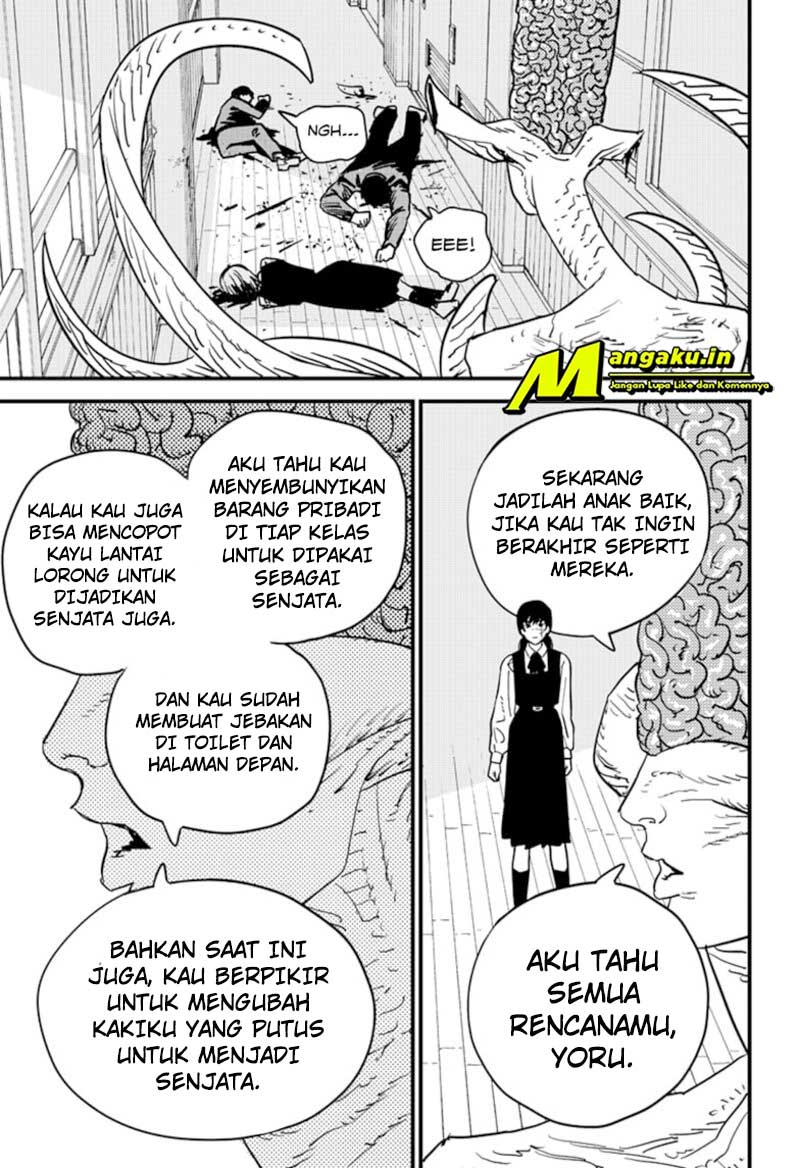 NGH...
EEE!
Mangaku.in
Jangan Lupa Like dan Komennya
SEKARANG
JADILAH ANAK BAIK,
JIKA KAU TAK INGIN
BERAKHIR SEPERTI
MEREKA.
AKU TAHU
SEMUA
RENCANAMU,
YORU.
AKU TAHU KAU
MENYEMBUNYIKAN
BARANG PRIBADI
DI TIAP KELAS
UNTUK DIPAKAI
SEBAGAI
SENJATA.
KALAU KAU JUGA
BISA MENCOPOT
KAYU LANTAI
LORONG UNTUK
DIJADIKAN
SENJATA JUGA.
DAN KAU SUDAH
MEMBUAT JEBAKAN
DI TOILET DAN
HALAMAN DEPAN.
BAHKAN SAAT INI
JUGA, KAU BERPIKIR
UNTUK MENGUBAH
KAKIKU YANG PUTUS
UNTUK MENJADI
SENJATA.